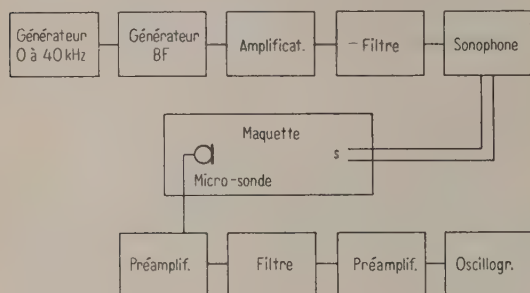 Générateur
0 à 40 kHz
Générateur
BF
Amplificat.
Filtre
Sonophone
Maquette
s
Micro-sonde
Préamplif.
Filtre
Préamplif.
Oscillogr.